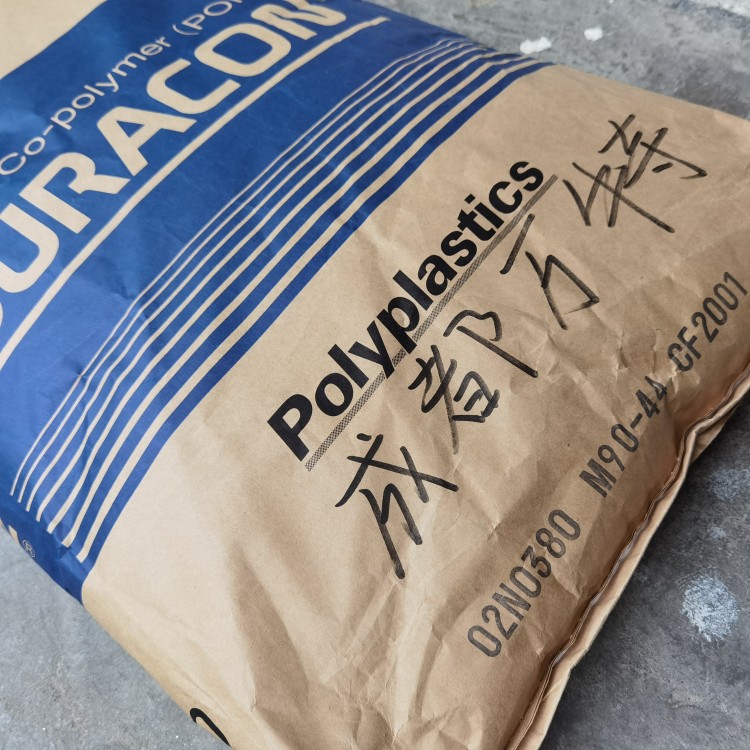 Co-polymer (PO
URACON
Polyplastics
成都万特
02N0380 M90-44 CF2001
®